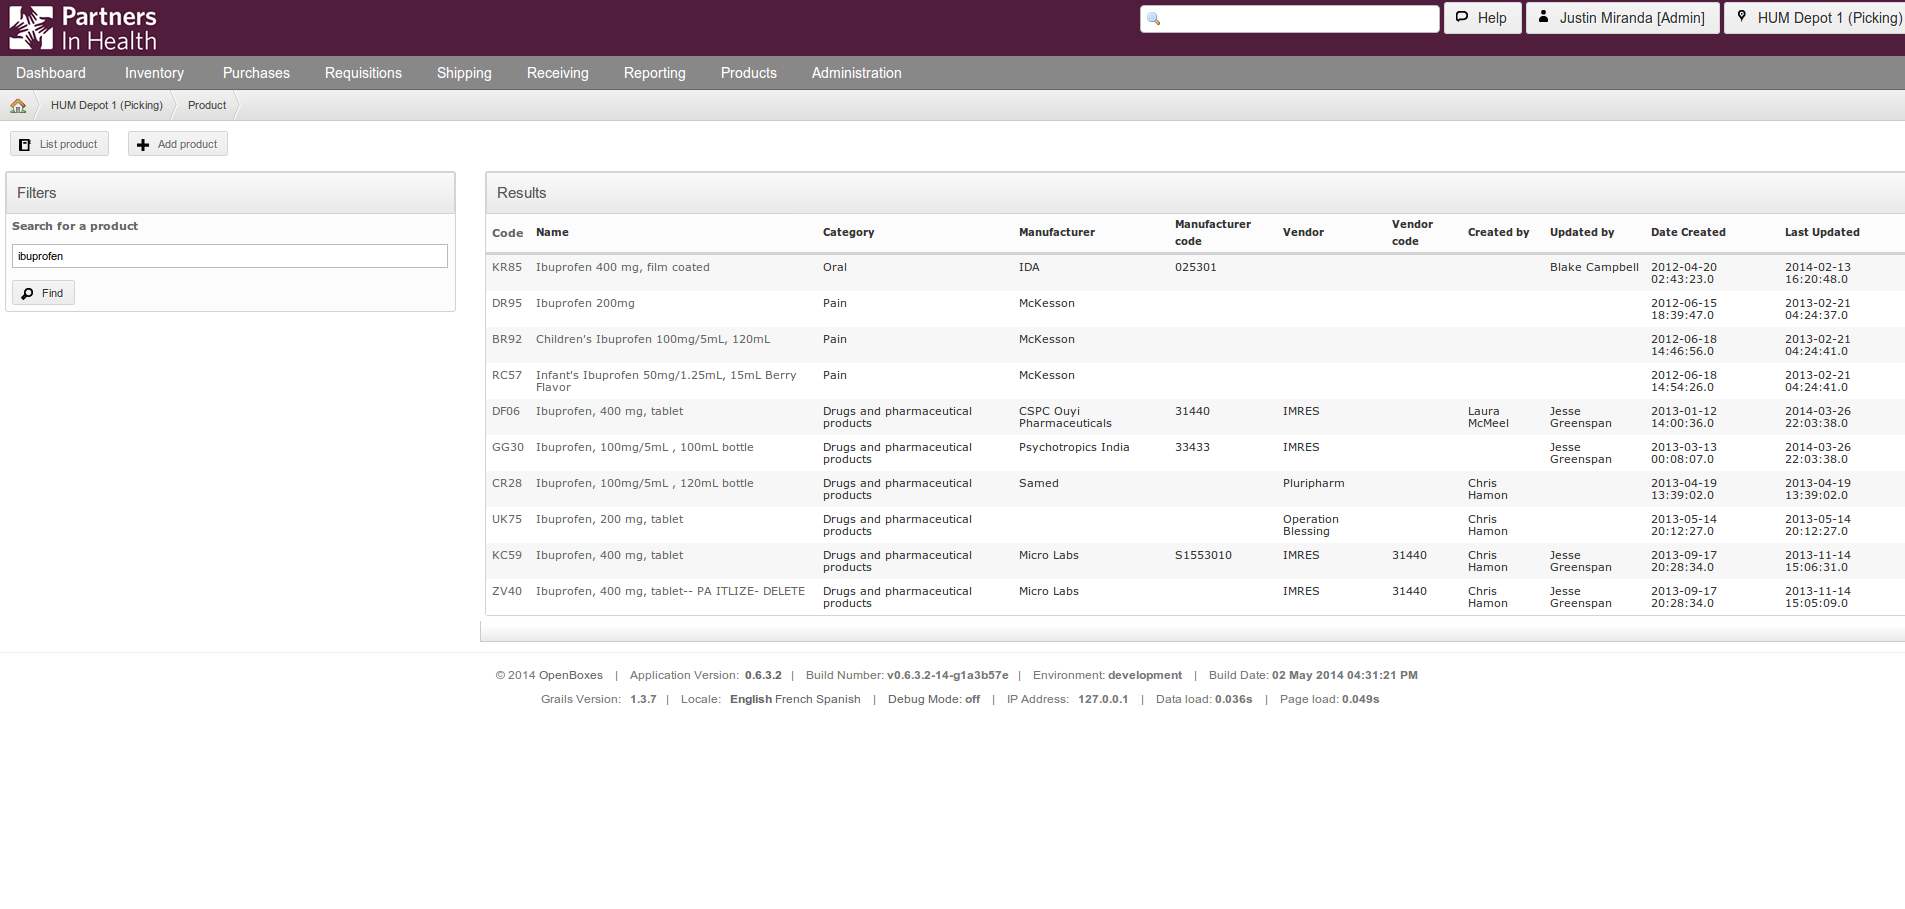 Partners
In Health
Help
Justin Miranda [Admin]
HUM Depot 1 (Picking)
Dashboard Inventory Purchases Requisitions Shipping Receiving Reporting Products Administration
HUM Depot 1 (Picking) Product
List product Add product
Filters
Search for a product
ibuprofen
Find
Results
Code Name Category Manufacturer Manufacturer code Vendor Vendor code Created by Updated by Date Created Last Updated
KR85 Ibuprofen 400 mg, film coated Oral IDA 025301 Blake Campbell 2012-04-20 02:43:23.0 2014-02-13 16:20:48.0
DR95 Ibuprofen 200mg Pain McKesson 2012-06-15 18:39:47.0 2013-02-21 04:24:37.0
BR92 Children's Ibuprofen 100mg/5mL, 120mL Pain McKesson 2012-06-18 14:46:56.0 2013-02-21 04:24:41.0
RC57 Infant's Ibuprofen 50mg/1.25mL, 15mL Berry Flavor Pain McKesson 2012-06-18 14:54:26.0 2013-02-21 04:24:41.0
DF06 Ibuprofen, 400 mg, tablet Drugs and pharmaceutical products CSPC Ouyi Pharmaceuticals 31440 IMRES Laura McMeel Jesse Greenspan 2013-01-12 14:00:36.0 2014-03-26 22:03:38.0
GG30 Ibuprofen, 100mg/5mL , 100mL bottle Drugs and pharmaceutical products Psychotropics India 33433 IMRES Jesse Greenspan 2013-03-13 00:08:07.0 2014-03-26 22:03:38.0
CR28 Ibuprofen, 100mg/5mL , 120mL bottle Drugs and pharmaceutical products Samed Pluripharm Chris Hamon 2013-04-19 13:39:02.0 2013-04-19 13:39:02.0
UK75 Ibuprofen, 200 mg, tablet Drugs and pharmaceutical products Operation Blessing Chris Hamon 2013-05-14 20:12:27.0 2013-05-14 20:12:27.0
KC59 Ibuprofen, 400 mg, tablet Drugs and pharmaceutical products Micro Labs S1553010 IMRES 31440 Chris Hamon Jesse Greenspan 2013-09-17 20:28:34.0 2013-11-14 15:06:31.0
ZV40 Ibuprofen, 400 mg, tablet-- PA ITLIZE- DELETE Drugs and pharmaceutical products Micro Labs IMRES 31440 Chris Hamon Jesse Greenspan 2013-09-17 20:28:34.0 2013-11-14 15:05:09.0
© 2014 OpenBoxes | Application Version: 0.6.3.2 | Build Number: v0.6.3.2-14-g1a3b57e | Environment: development | Build Date: 02 May 2014 04:31:21 PM
Grails Version: 1.3.7 | Locale: English French Spanish | Debug Mode: off | IP Address: 127.0.0.1 | Data load: 0.036s | Page load: 0.049s